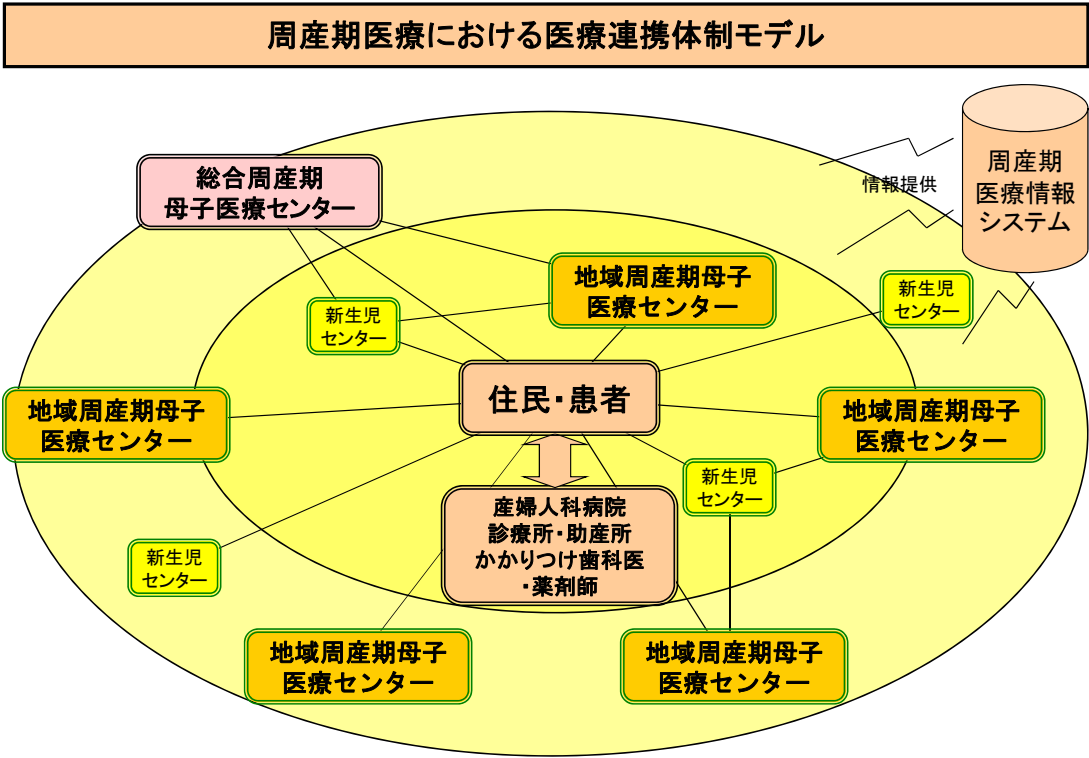 周産期医療における医療連携体制モデル
周産期
医療情報
システム
情報提供
総合周産期
母子医療センター
地域周産期母子
医療センター
新生児
センター
新生児
センター
住民・患者
地域周産期母子
医療センター
地域周産期母子
医療センター
新生児
センター
産婦人科病院
診療所・助産所
かかりつけ歯科医
・薬剤師
新生児
センター
地域周産期母子
医療センター
地域周産期母子
医療センター